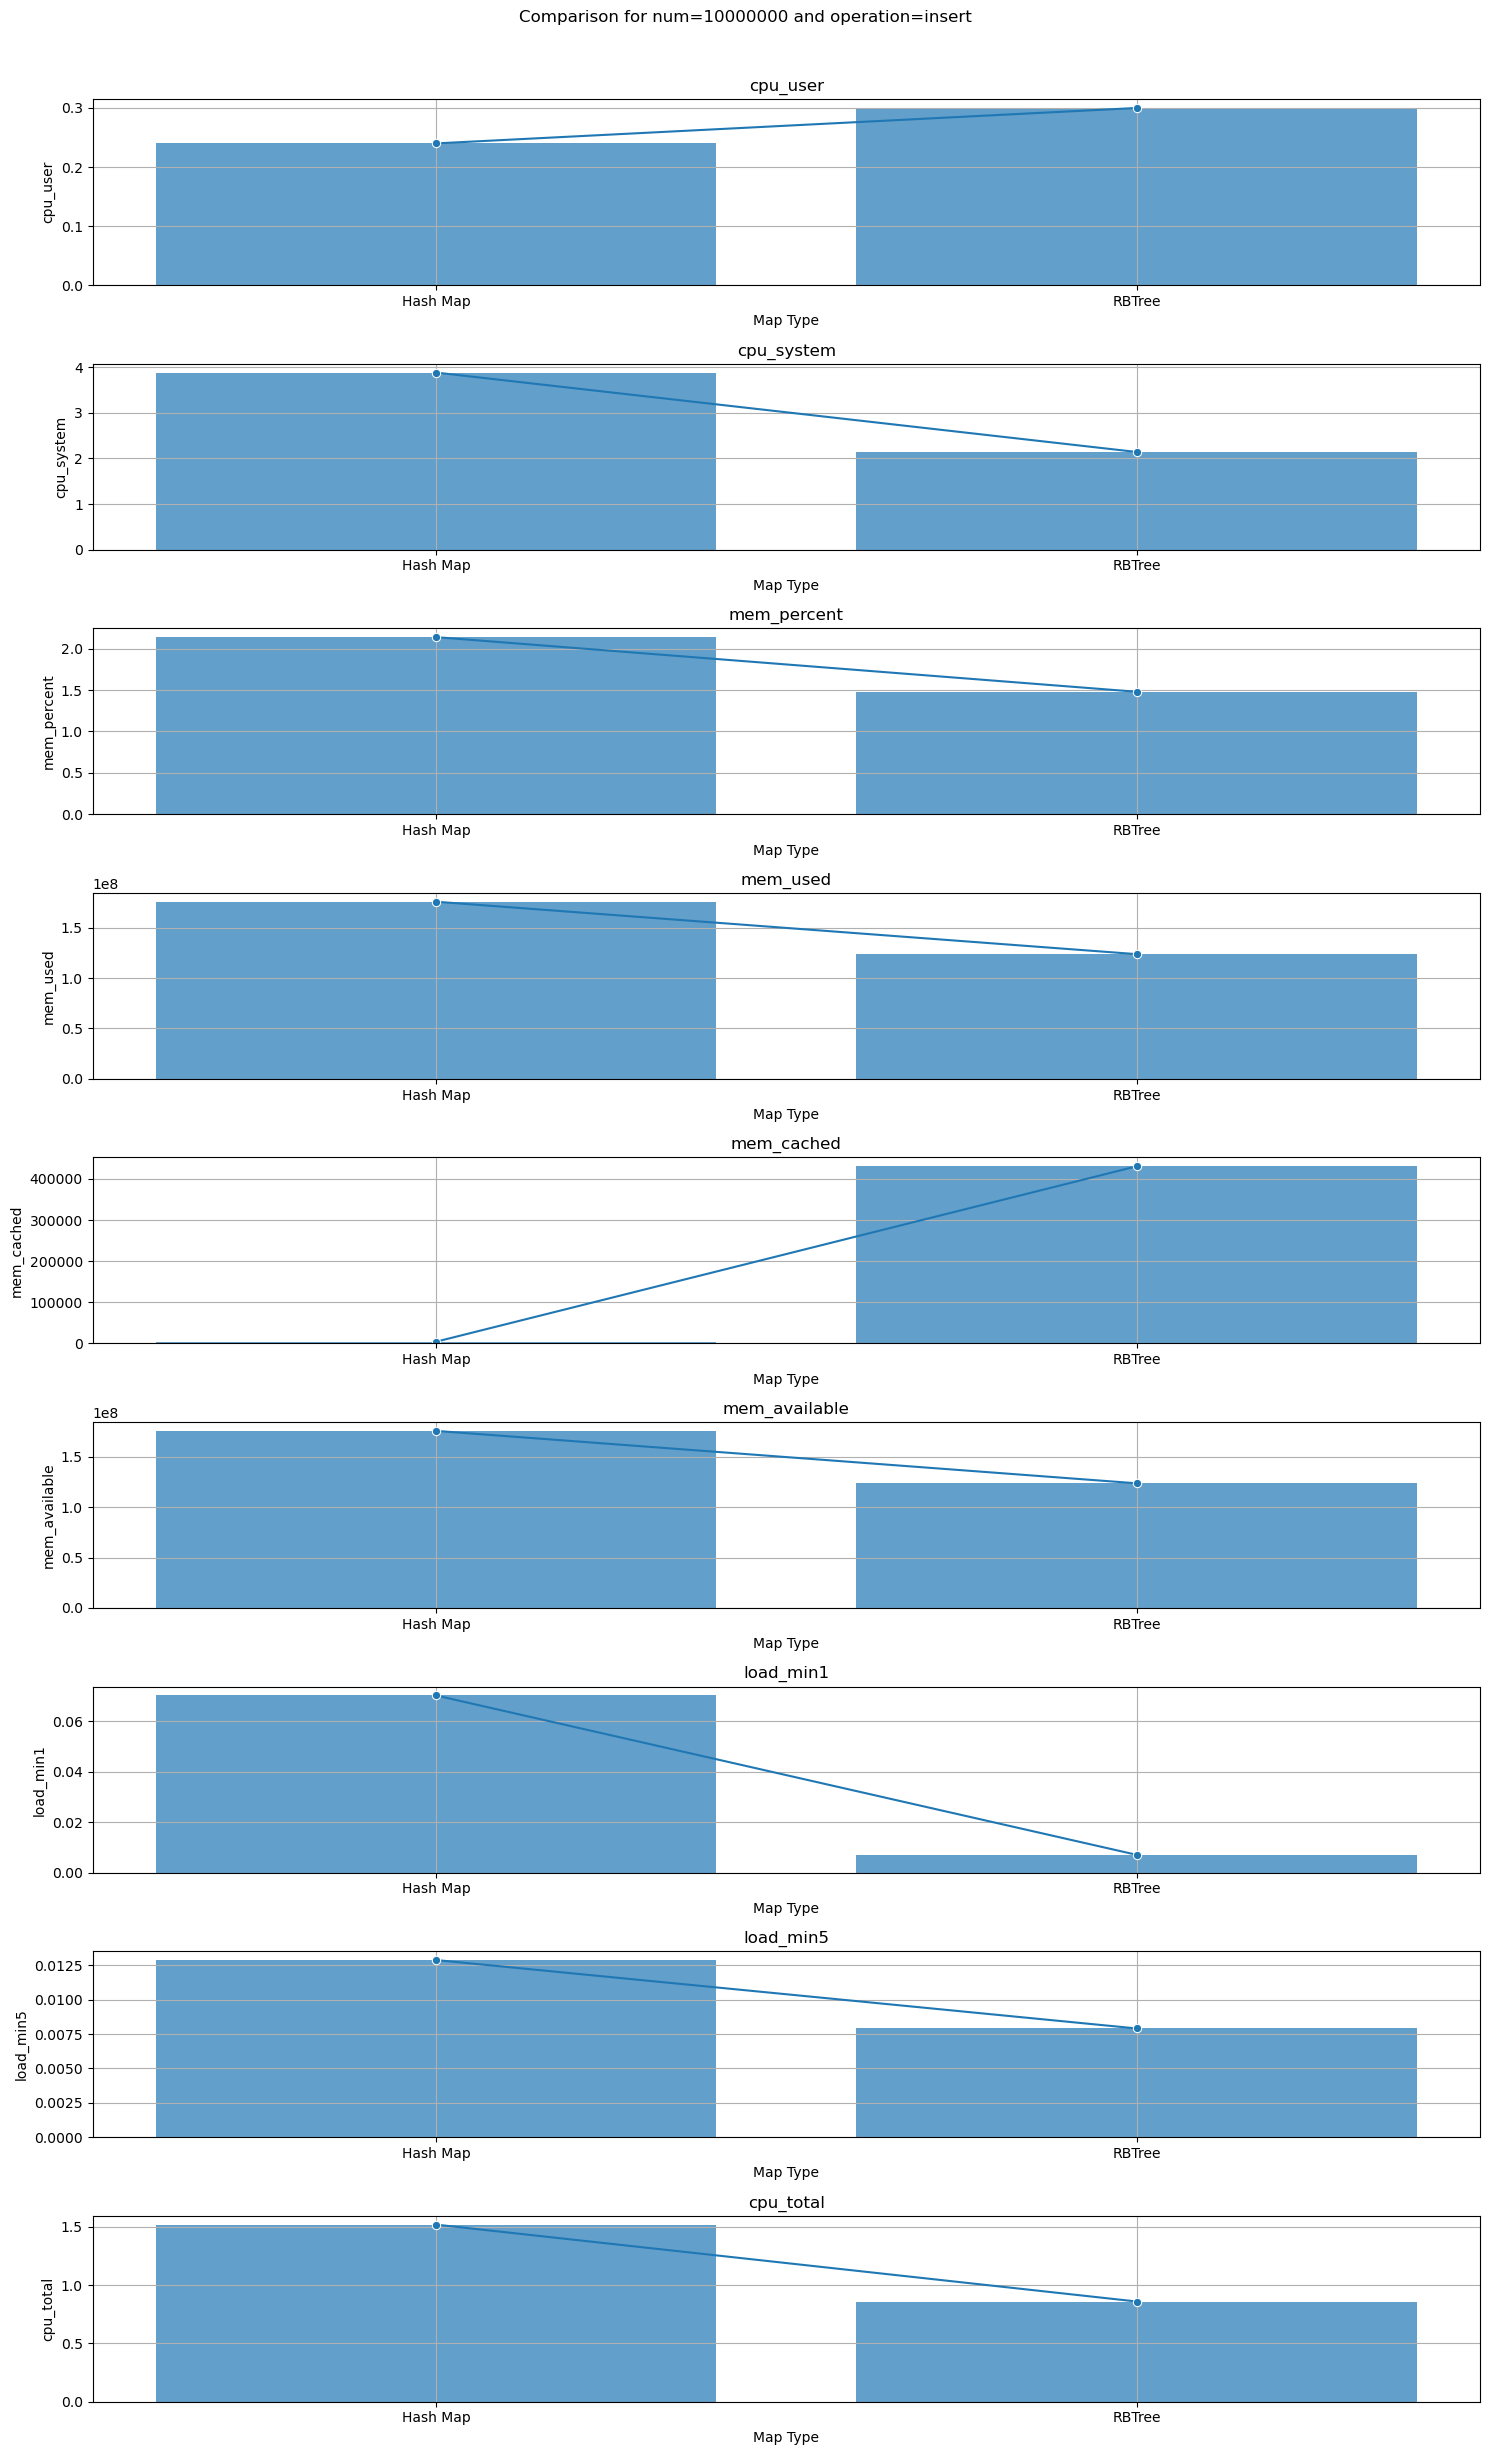 Comparison for num=10000000 and operation=insert
cpu_user
0.3
0.2
0.1
0.0
cpu_user
Hash Map
RBTree
Map Type
cpu_system
4
3
2
1
0
cpu_system
Hash Map
RBTree
Map Type
mem_percent
2.0
1.5
1.0
0.5
0.0
mem_percent
Hash Map
RBTree
Map Type
mem_used
1e8
1.5
1.0
0.5
0.0
mem_used
Hash Map
RBTree
Map Type
mem_cached
400000
300000
200000
100000
0
mem_cached
Hash Map
RBTree
Map Type
mem_available
1e8
1.5
1.0
0.5
0.0
mem_available
Hash Map
RBTree
Map Type
load_min1
0.06
0.04
0.02
0.00
load_min1
Hash Map
RBTree
Map Type
load_min5
0.0125
0.0100
0.0075
0.0050
0.0025
0.0000
load_min5
Hash Map
RBTree
Map Type
cpu_total
1.5
1.0
0.5
0.0
cpu_total
Hash Map
RBTree
Map Type